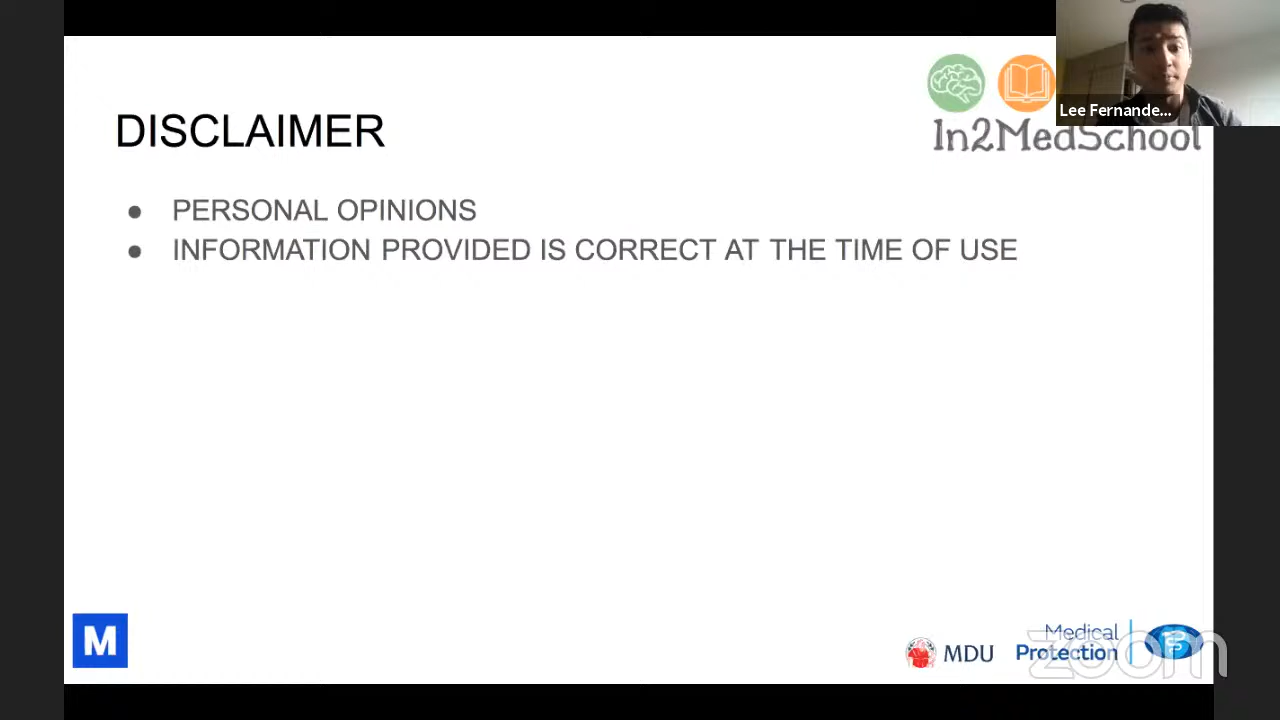 DISCLAIMER
● PERSONAL OPINIONS
● INFORMATION PROVIDED IS CORRECT AT THE TIME OF USE
In2MedSchool
Lee Fernande...
M
MDU
Medical
Protection
zoom